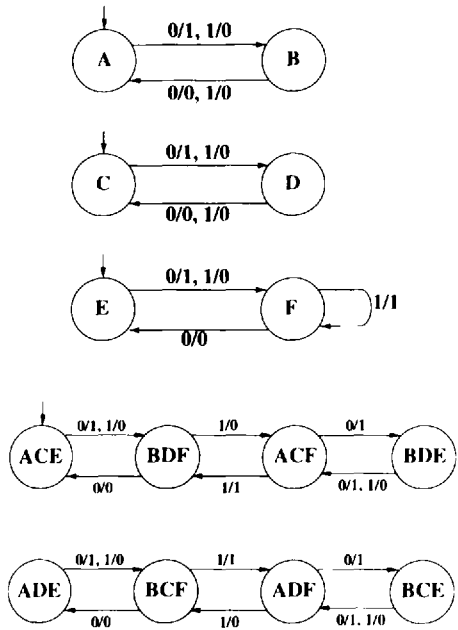 0/1, 1/0
A B
0/0, 1/0
0/1, 1/0
C D
0/0, 1/0
0/1, 1/0
E F 1/1
0/0
0/1, 1/0 1/0 0/1
ACE BDF ACF BDE
0/0 1/1 0/1, 1/0
0/1, 1/0 1/1 0/1
ADE BCF ADF BCE
0/0 1/0 0/1, 1/0